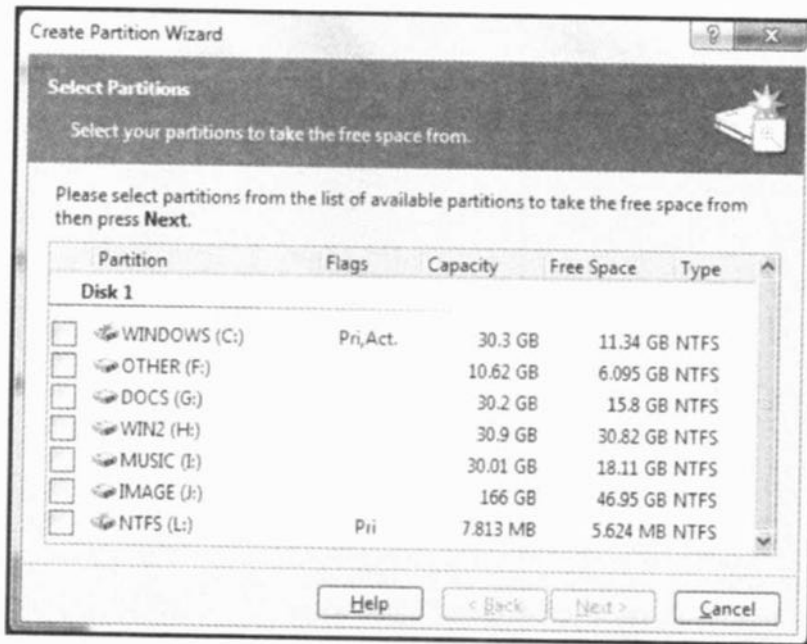 Create Partition Wizard
Select Partitions
Select your partitions to take the free space from.
Please select partitions from the list of available partitions to take the free space from
then press Next.
Partition Flags Capacity Free Space Type
Disk 1
WINDOWS (C:) Pri,Act. 30.3 GB 11.34 GB NTFS
OTHER (F:) 10.62 GB 6.095 GB NTFS
DOCS (G:) 30.2 GB 15.8 GB NTFS
WIN2 (H:) 30.9 GB 30.82 GB NTFS
MUSIC (I:) 30.01 GB 18.11 GB NTFS
IMAGE (J:) 166 GB 46.95 GB NTFS
NTFS (L:) Pri 7.813 MB 5.624 MB NTFS
Help < Back Next > Cancel